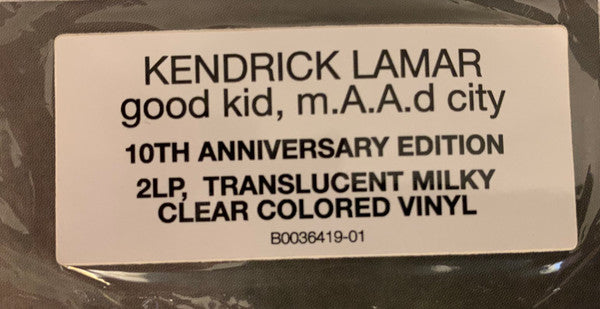 KENDRICK LAMAR
good kid, m.A.A.d city
10TH ANNIVERSARY EDITION
2LP, TRANSLUCENT MILKY
CLEAR COLORED VINYL
B0036419-01